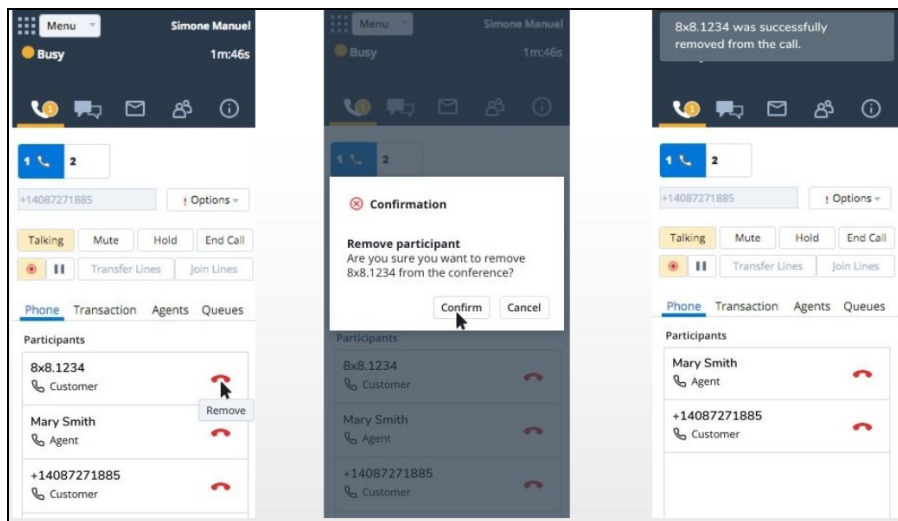 Menu
Simone Manuel
Busy
1m:46s
1
1
2
+14087271885
! Options
Talking
Mute
Hold
End Call
Transfer Lines
Join Lines
Phone
Transaction
Agents
Queues
Participants
8x8.1234
Customer
Remove
Mary Smith
Agent
+14087271885
Customer
Menu
Simone Manuel
Busy
1m:46s
1
1
2
Confirmation
Remove participant
Are you sure you want to remove
8x8.1234 from the conference?
Confirm
Cancel
Participants
8x8.1234
Customer
Mary Smith
Agent
+14087271885
Customer
8x8.1234 was successfully
removed from the call.
1
1
2
+14087271885
! Options
Talking
Mute
Hold
End Call
Transfer Lines
Join Lines
Phone
Transaction
Agents
Queues
Participants
Mary Smith
Agent
+14087271885
Customer